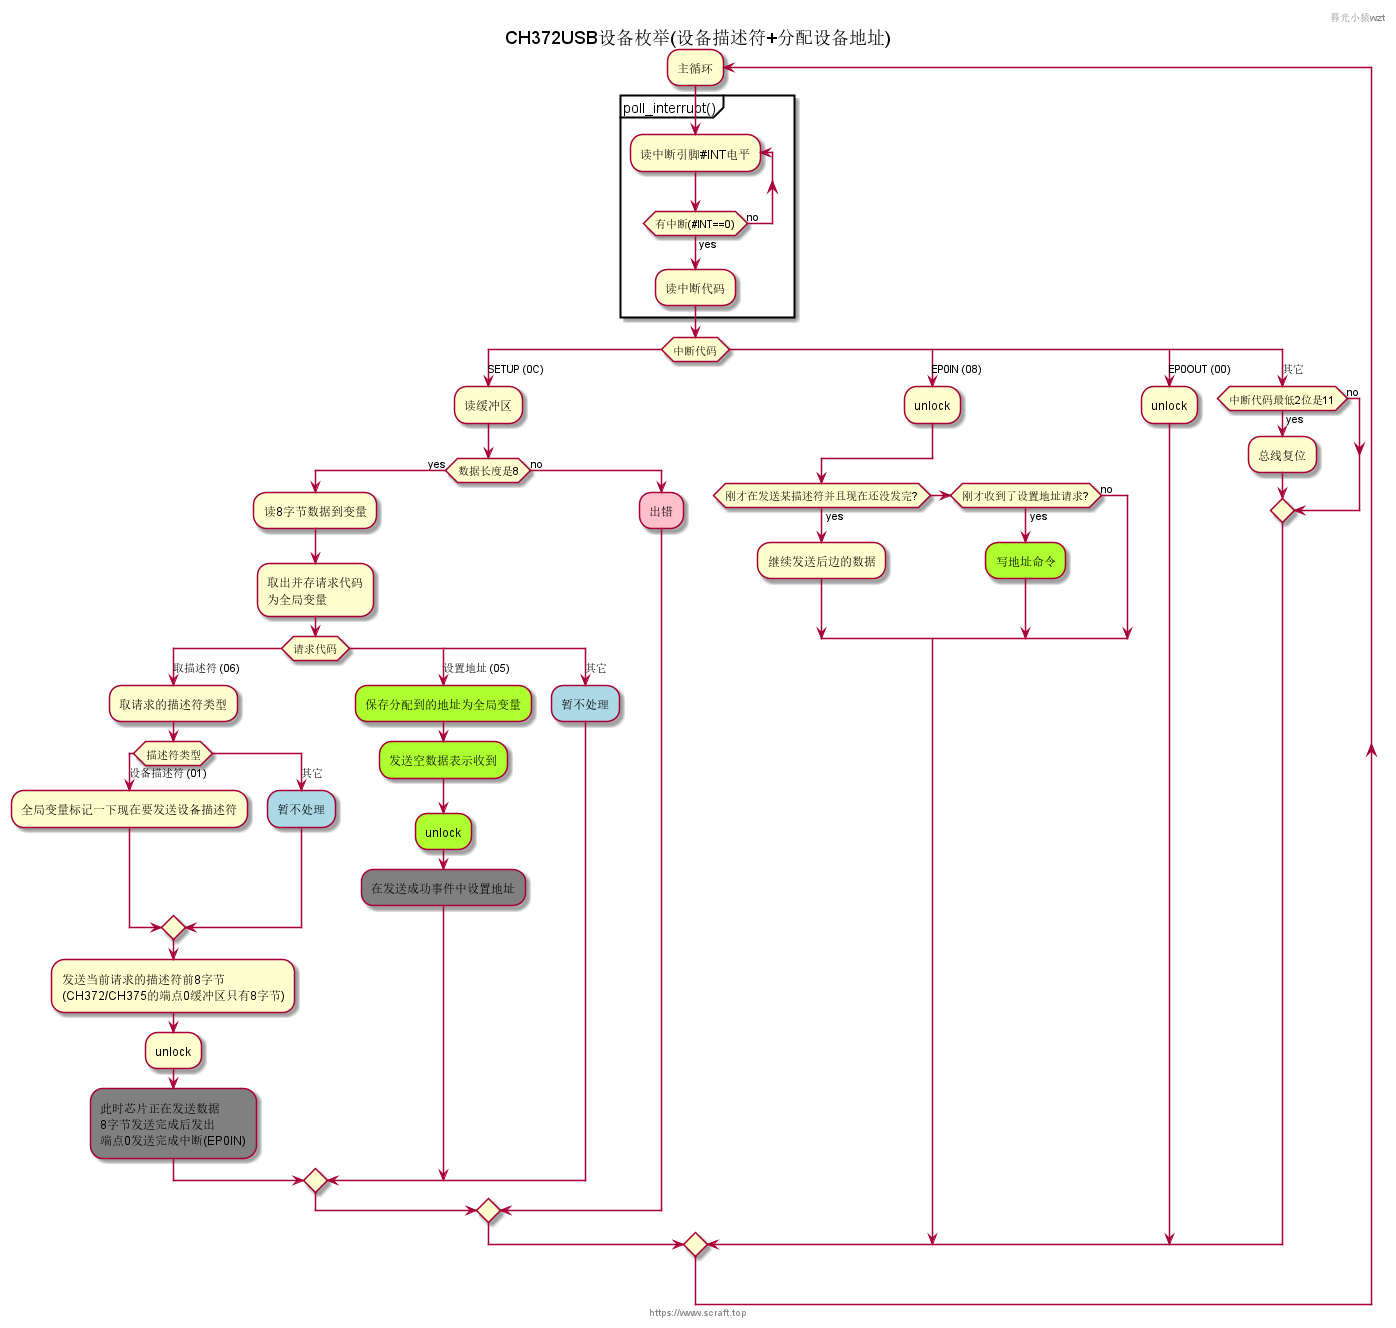 暮光小猿wzt
CH372USB设备枚举(设备描述符+分配设备地址)
主循环
poll_interrupt()
读中断引脚#INT电平
有中断(#INT==0)
no
yes
读中断代码
中断代码
SETUP (0C)
EP0IN (08)
EP0OUT (00)
其它
读缓冲区
unlock
unlock
中断代码最低2位是11
no
yes
总线复位
数据长度是8
yes
no
读8字节数据到变量
出错
刚才在发送某描述符并且现在还没发完?
刚才收到了设置地址请求?
no
yes
yes
继续发送后边的数据
写地址命令
取出并存请求代码
为全局变量
请求代码
取描述符 (06)
设置地址 (05)
其它
取请求的描述符类型
保存分配到的地址为全局变量
暂不处理
描述符类型
发送空数据表示收到
设备描述符 (01)
其它
全局变量标记一下现在要发送设备描述符
暂不处理
unlock
在发送成功事件中设置地址
发送当前请求的描述符前8字节
(CH372/CH375的端点0缓冲区只有8字节)
unlock
此时芯片正在发送数据
8字节发送完成后发出
端点0发送完成中断(EP0IN)
https://www.scraft.top